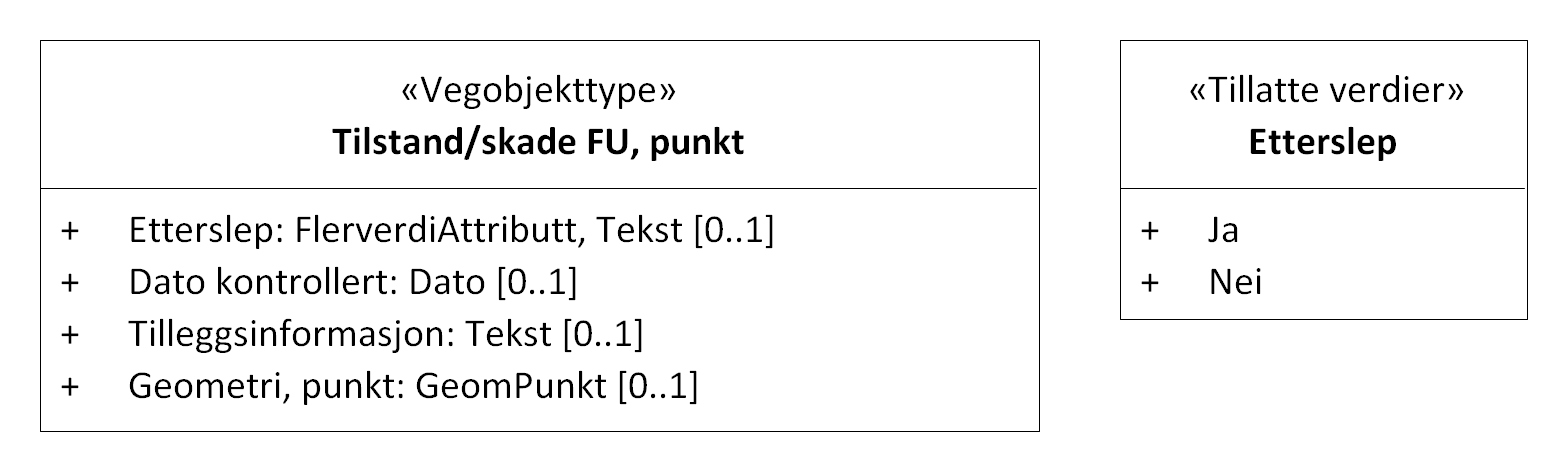 «Vegobjekttype»
Tilstand/skade FU, punkt
+ Etterslep: FlerverdiAttributt, Tekst [0..1]
+ Dato kontrollert: Dato [0..1]
+ Tilleggsinformasjon: Tekst [0..1]
+ Geometri, punkt: GeomPunkt [0..1]
«Tillatte verdier»
Etterslep
+ Ja
+ Nei